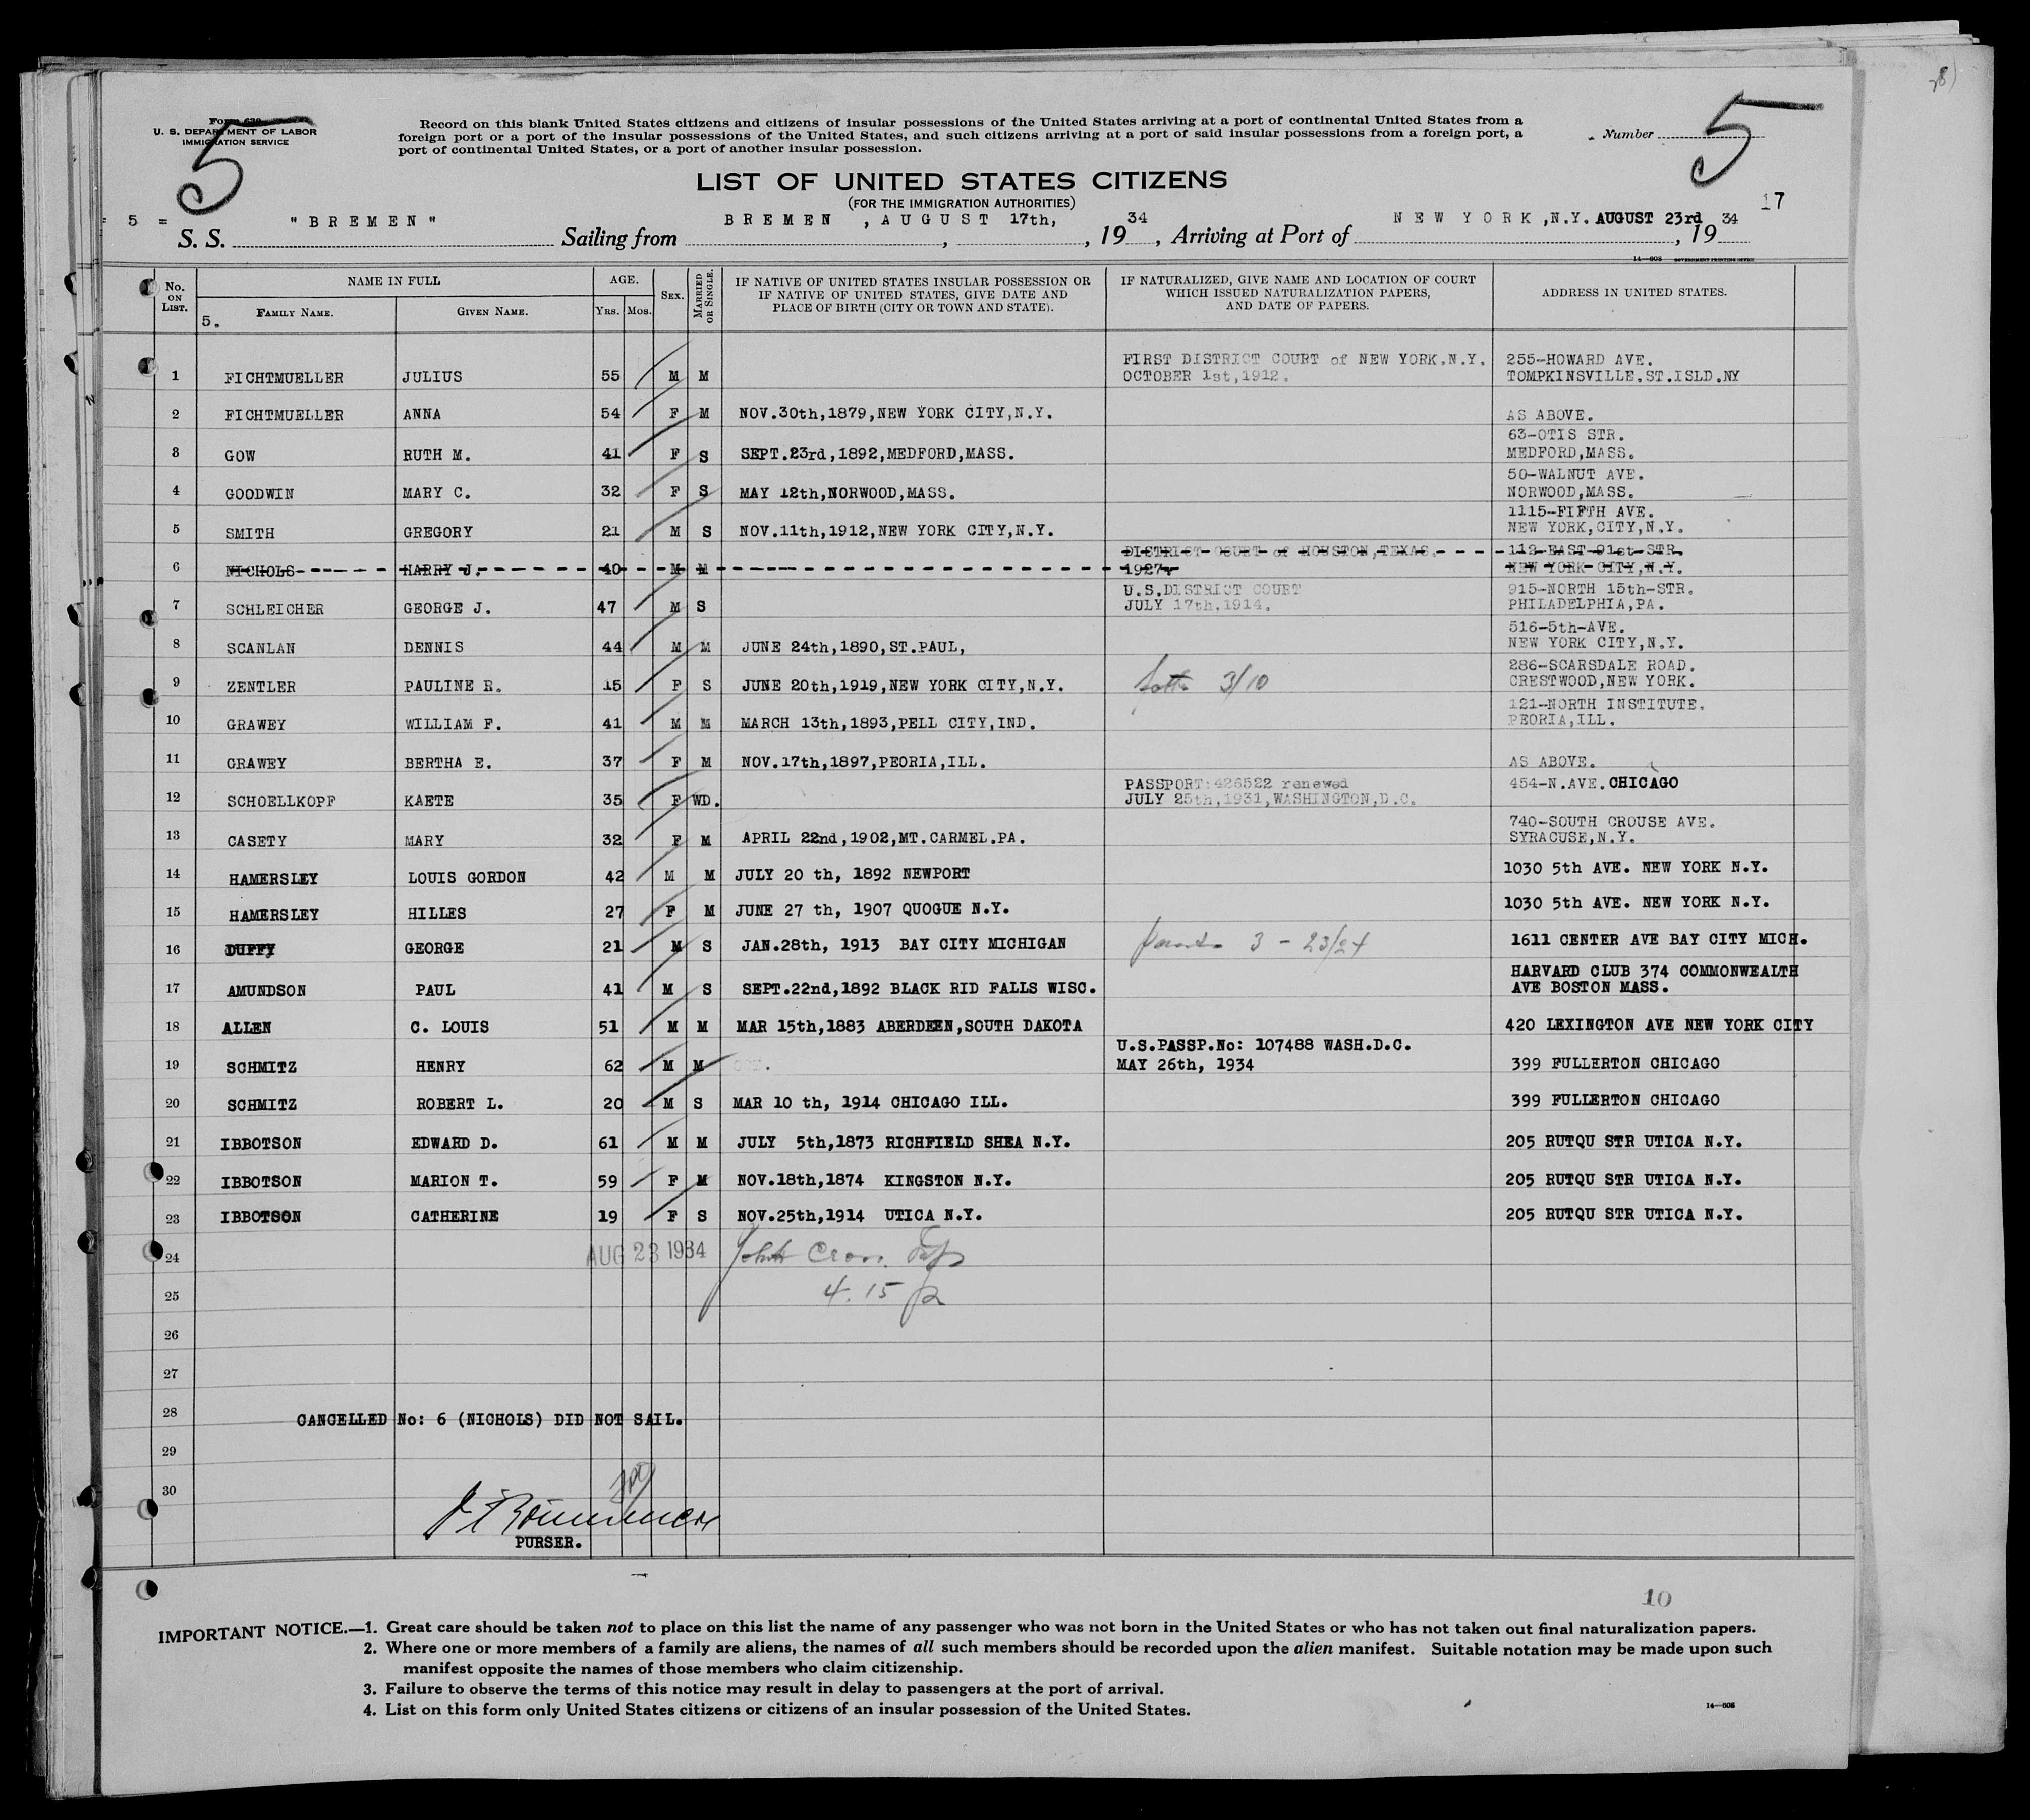 Form 639
U. S. DEPARTMENT OF LABOR
IMMIGRATION SERVICE
5
Record on this blank United States citizens and citizens of insular possessions of the United States arriving at a port of continental United States from a
foreign port or a port of the insular possessions of the United States, and such citizens arriving at a port of said insular possessions from a foreign port, a
port of continental United States, or a port of another insular possession.
Number 5
17
LIST OF UNITED STATES CITIZENS
(FOR THE IMMIGRATION AUTHORITIES)
= 5 =
S. S. "BREMEN" Sailing from BREMEN, AUGUST 17th, 1934, Arriving at Port of NEW YORK,N.Y. AUGUST 23rd, 1934
14—608 GOVERNMENT PRINTING OFFICE
No. ON LIST. NAME IN FULL AGE. SEX. MARRIED OR SINGLE. IF NATIVE OF UNITED STATES INSULAR POSSESSION OR IF NATIVE OF UNITED STATES, GIVE DATE AND PLACE OF BIRTH (CITY OR TOWN AND STATE). IF NATURALIZED, GIVE NAME AND LOCATION OF COURT WHICH ISSUED NATURALIZATION PAPERS, AND DATE OF PAPERS. ADDRESS IN UNITED STATES.
5. FAMILY NAME. GIVEN NAME. YRS. MOS.
1 FICHTMUELLER JULIUS 55 M M FIRST DISTRICT COURT of NEW YORK.N.Y. OCTOBER 1st,1912. 255-HOWARD AVE. TOMPKINSVILLE.ST.ISLD.NY
2 FICHTMUELLER ANNA 54 F M NOV.30th,1879,NEW YORK CITY,N.Y. AS ABOVE.
3 GOW RUTH M. 41 F S SEPT.23rd,1892,MEDFORD,MASS. 63-OTIS STR. MEDFORD,MASS.
4 GOODWIN MARY C. 32 F S MAY 12th,NORWOOD,MASS. 50-WALNUT AVE. NORWOOD,MASS.
5 SMITH GREGORY 21 M S NOV.11th,1912,NEW YORK CITY,N.Y. 1115-FIFTH AVE. NEW YORK,CITY,N.Y.
6 NICHOLS HARRY J. 40 M M DISTRICT COURT of HOUSTON,TEXAS. 1927. 112-EAST 91st-STR. NEW YORK CITY,N.Y.
7 SCHLEICHER GEORGE J. 47 M S U.S.DISTRICT COURT JULY 17th,1914. 915-NORTH 15th-STR. PHILADELPHIA,PA.
8 SCANLAN DENNIS 44 M M JUNE 24th,1890,ST.PAUL, 516-5th-AVE. NEW YORK CITY,N.Y.
9 ZENTLER PAULINE R. 15 F S JUNE 20th,1919,NEW YORK CITY,N.Y. 3/10 286-SCARSDALE ROAD. CRESTWOOD,NEW YORK.
10 GRAWEY WILLIAM F. 41 M M MARCH 13th,1893,PELL CITY,IND. 121-NORTH INSTITUTE. PEORIA,ILL.
11 GRAWEY BERTHA E. 37 F M NOV.17th,1897,PEORIA,ILL. AS ABOVE.
12 SCHOELLKOPF KAETE 35 F WD. PASSPORT:426522 renewed JULY 25th,1931,WASHINGTON,D.C. 454-N.AVE.CHICAGO
13 CASETY MARY 32 F M APRIL 22nd,1902,MT.CARMEL.PA. 740-SOUTH CROUSE AVE. SYRACUSE,N.Y.
14 HAMERSLEY LOUIS GORDON 42 M M JULY 20 th, 1892 NEWPORT 1030 5th AVE. NEW YORK N.Y.
15 HAMERSLEY HILLES 27 F M JUNE 27 th, 1907 QUOGUE N.Y. 1030 5th AVE. NEW YORK N.Y.
16 DUFFY GEORGE 21 M S JAN.28th, 1913 BAY CITY MICHIGAN 3 - 23/24 1611 CENTER AVE BAY CITY MICH.
17 AMUNDSON PAUL 41 M S SEPT.22nd,1892 BLACK RID FALLS WISC. HARVARD CLUB 374 COMMONWEALTH AVE BOSTON MASS.
18 ALLEN C. LOUIS 51 M M MAR 15th,1883 ABERDEEN,SOUTH DAKOTA 420 LEXINGTON AVE NEW YORK CITY
19 SCHMITZ HENRY 62 M M U.S.PASSP.No: 107488 WASH.D.C. MAY 26th, 1934 399 FULLERTON CHICAGO
20 SCHMITZ ROBERT L. 20 M S MAR 10 th, 1914 CHICAGO ILL. 399 FULLERTON CHICAGO
21 IBBOTSON EDWARD D. 61 M M JULY 5th,1873 RICHFIELD SHEA N.Y. 205 RUTQU STR UTICA N.Y.
22 IBBOTSON MARION T. 59 F M NOV.18th,1874 KINGSTON N.Y. 205 RUTQU STR UTICA N.Y.
23 IBBOTSON CATHERINE 19 F S NOV.25th,1914 UTICA N.Y. 205 RUTQU STR UTICA N.Y.
24 AUG 23 1934
25 4.15
26
27
28 CANCELLED No: 6 (NICHOLS) DID NOT SAIL.
29
30
PURSER.
10
IMPORTANT NOTICE.—1. Great care should be taken not to place on this list the name of any passenger who was not born in the United States or who has not taken out final naturalization papers.
2. Where one or more members of a family are aliens, the names of all such members should be recorded upon the alien manifest. Suitable notation may be made upon such
manifest opposite the names of those members who claim citizenship.
3. Failure to observe the terms of this notice may result in delay to passengers at the port of arrival.
4. List on this form only United States citizens or citizens of an insular possession of the United States.
14—608